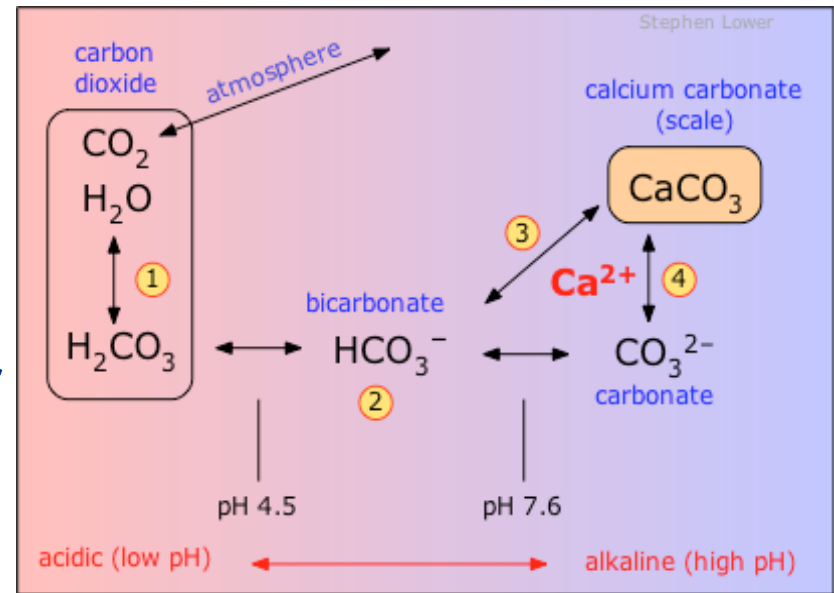 Stephen Lower
carbon
dioxide
atmosphere
calcium carbonate
(scale)
CO₂
H₂O
CaCO₃
3
1
Ca²⁺
4
bicarbonate
H₂CO₃
HCO₃⁻
CO₃²⁻
2
carbonate
pH 4.5
pH 7.6
acidic (low pH)
alkaline (high pH)